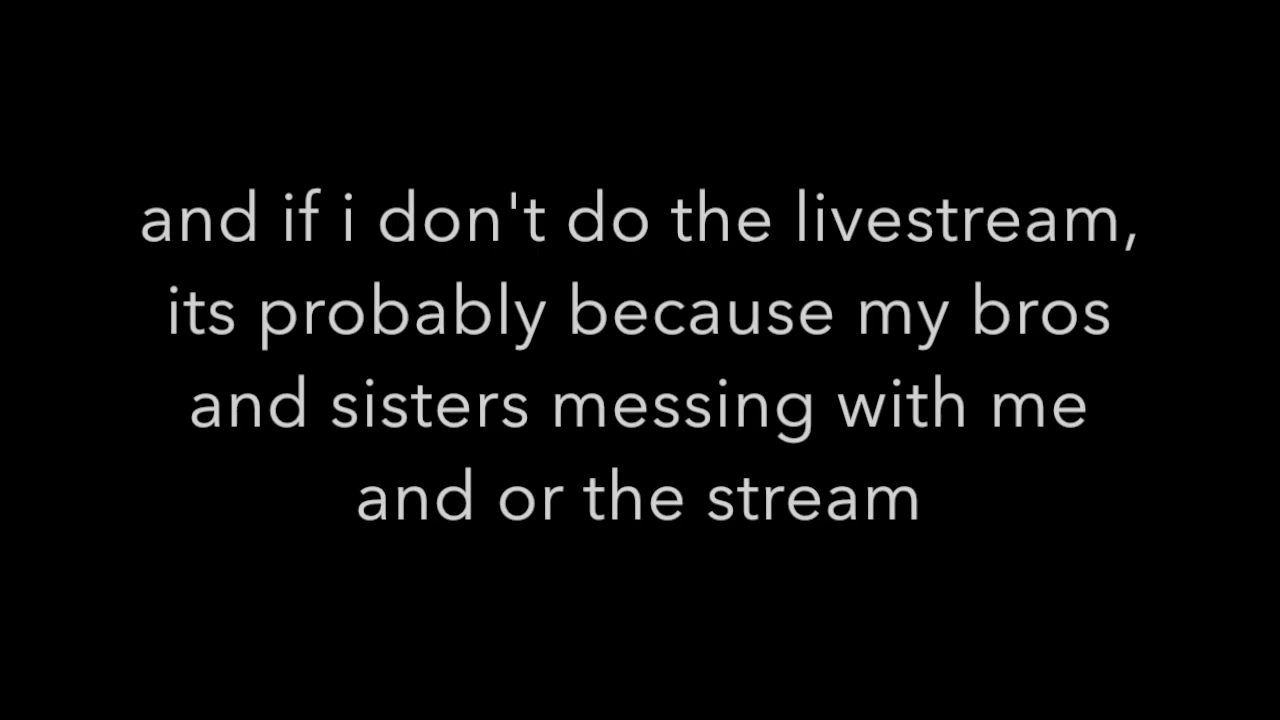 and if i don't do the livestream,
its probably because my bros
and sisters messing with me
and or the stream